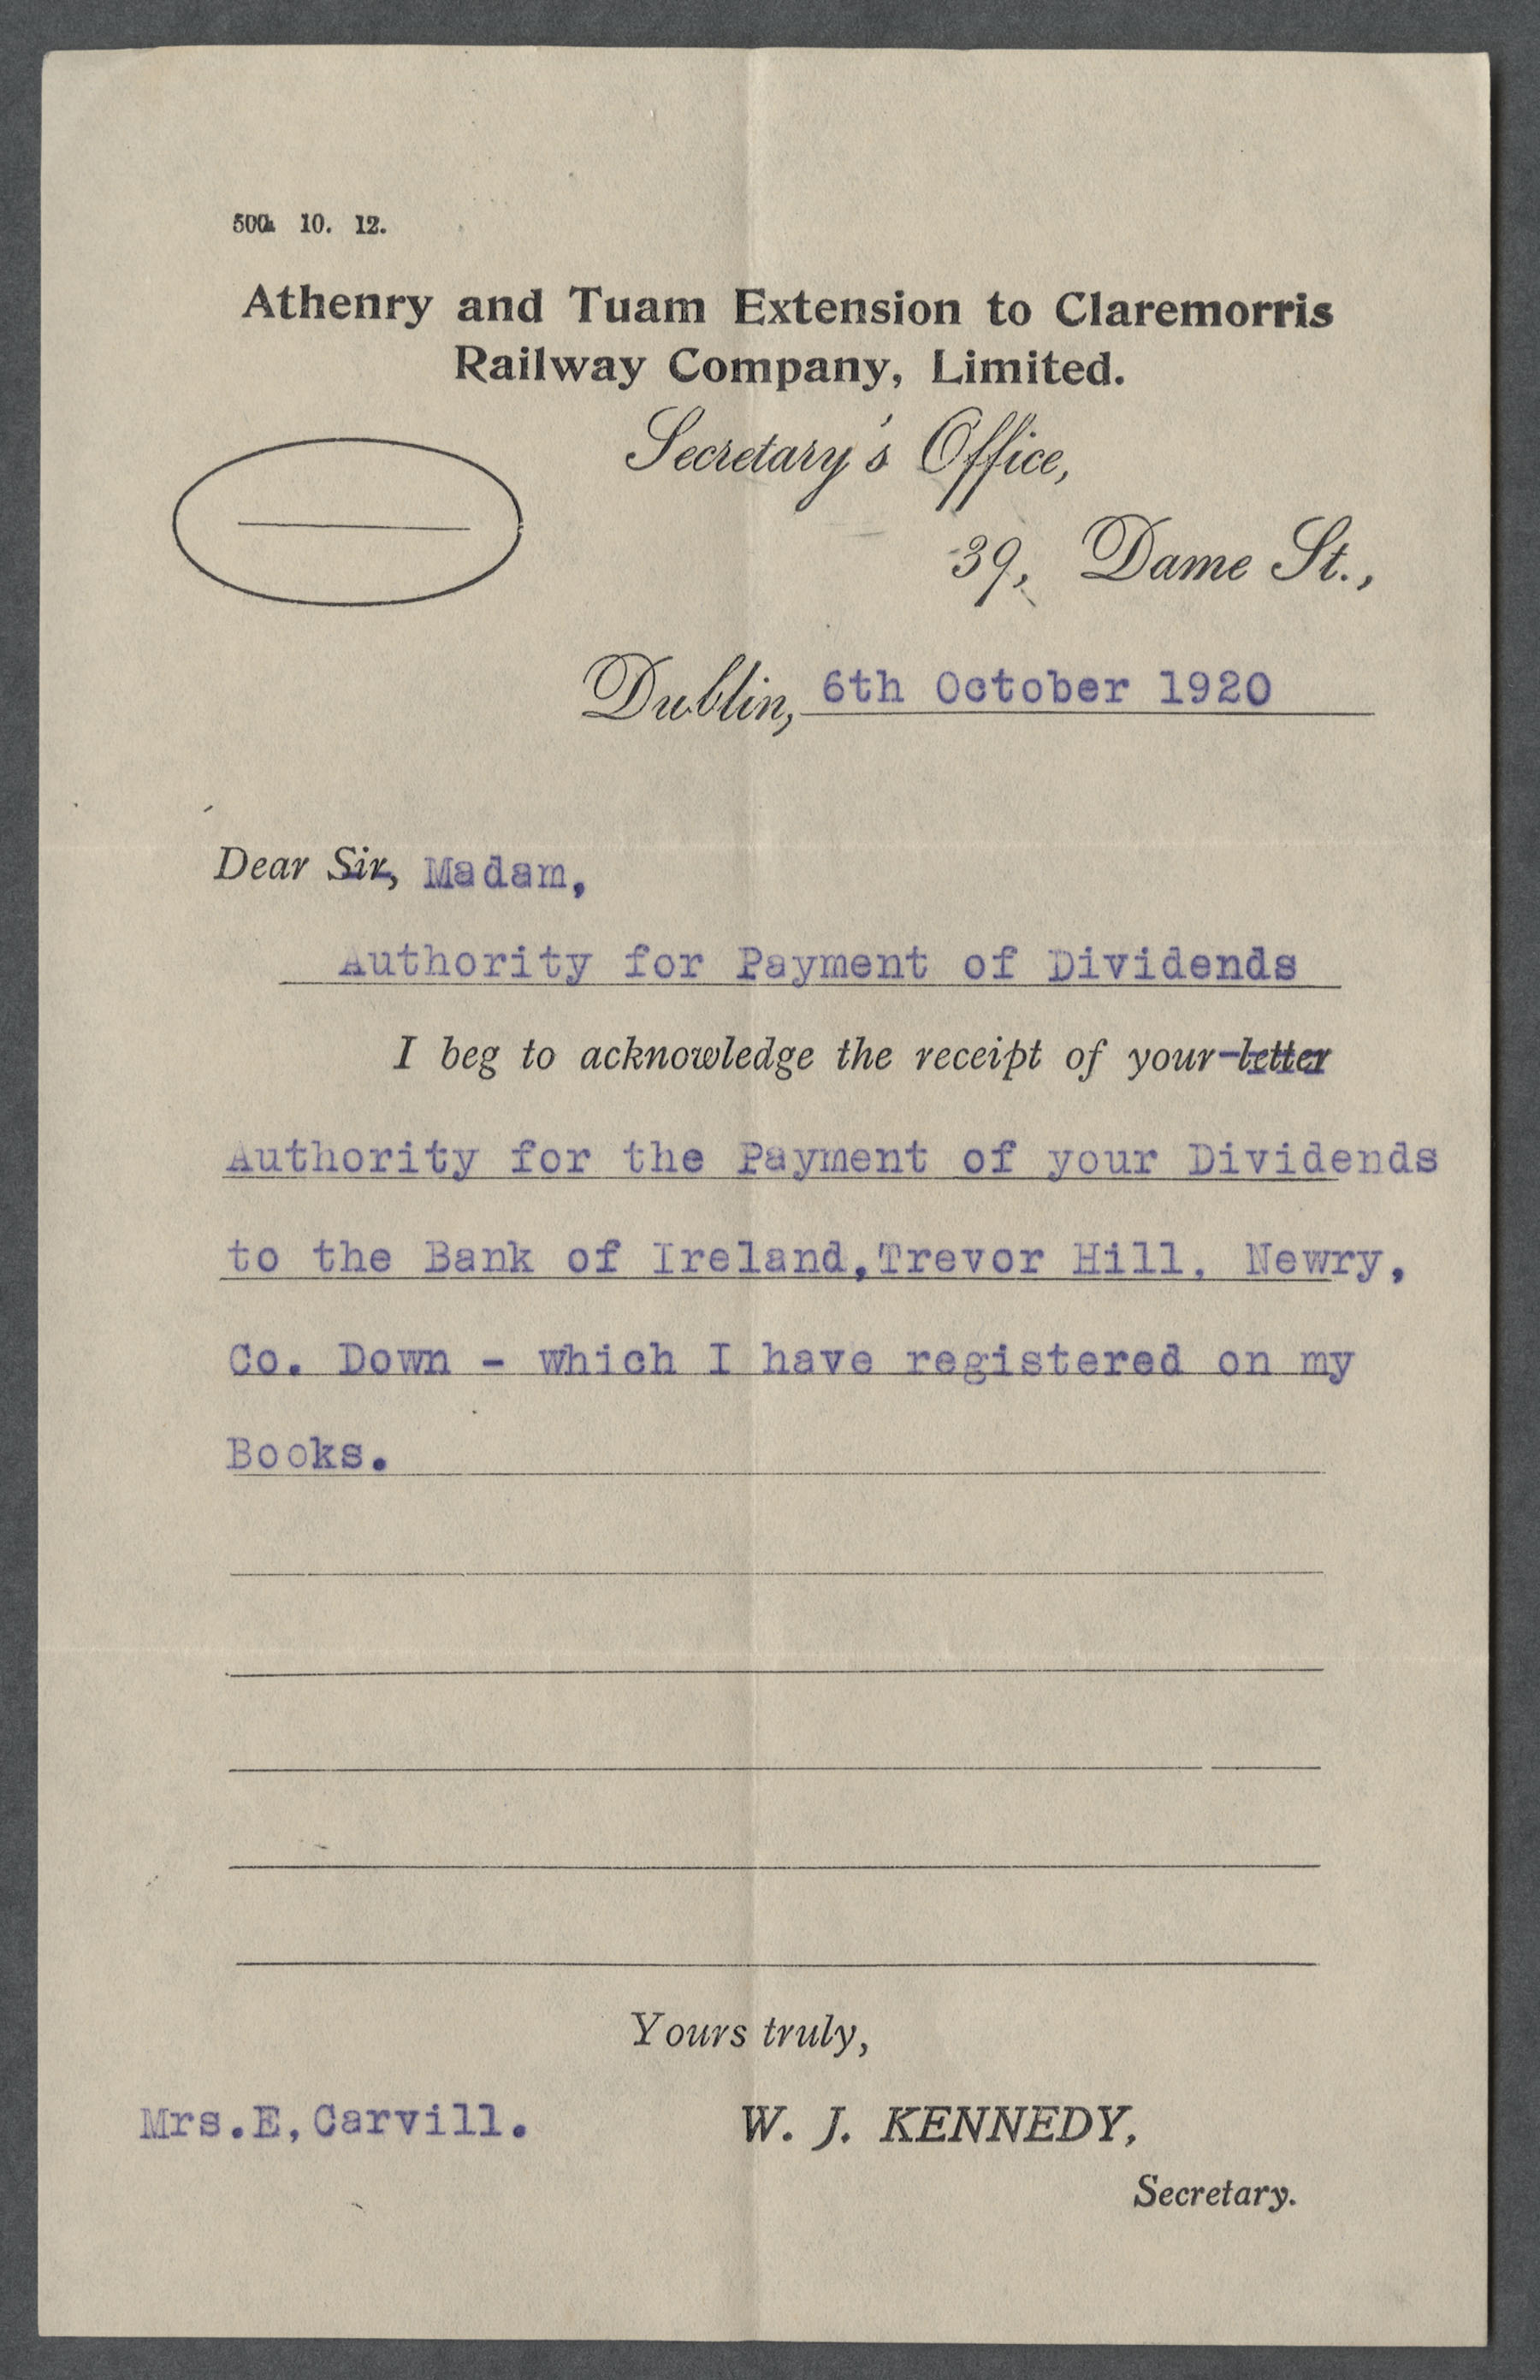 500. 10. 12.
Athenry and Tuam Extension to Claremorris
Railway Company, Limited.
Secretary's Office,
39, Dame St.,
Dublin, 6th October 1920
Dear Sir, Madam,
Authority for Payment of Dividends
I beg to acknowledge the receipt of your letter
Authority for the Payment of your Dividends
to the Bank of Ireland,Trevor Hill, Newry,
Co. Down - which I have registered on my
Books.
Yours truly,
Mrs.E,Carvill.
W. J. KENNEDY,
Secretary.